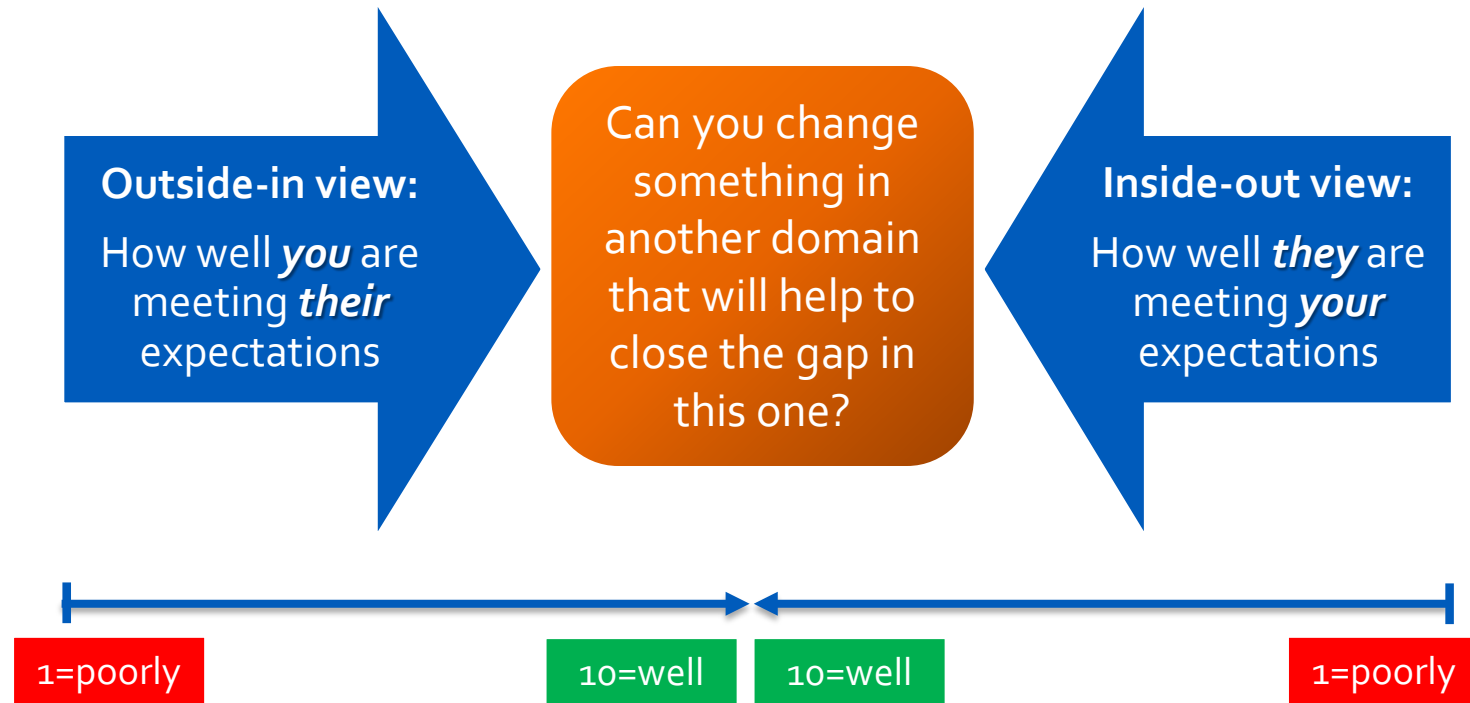 Outside-in view:
How well you are
meeting their
expectations
Can you change
something in
another domain
that will help to
close the gap in
this one?
Inside-out view:
How well they are
meeting your
expectations
1=poorly
10=well
10=well
1=poorly